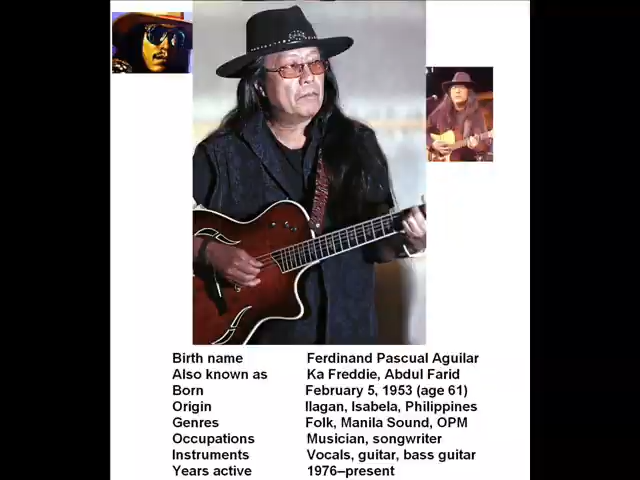 Birth name Ferdinand Pascual Aguilar
Also known as Ka Freddie, Abdul Farid
Born February 5, 1953 (age 61)
Origin Ilagan, Isabela, Philippines
Genres Folk, Manila Sound, OPM
Occupations Musician, songwriter
Instruments Vocals, guitar, bass guitar
Years active 1976–present